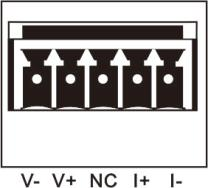 V- V+ NC I+ I-